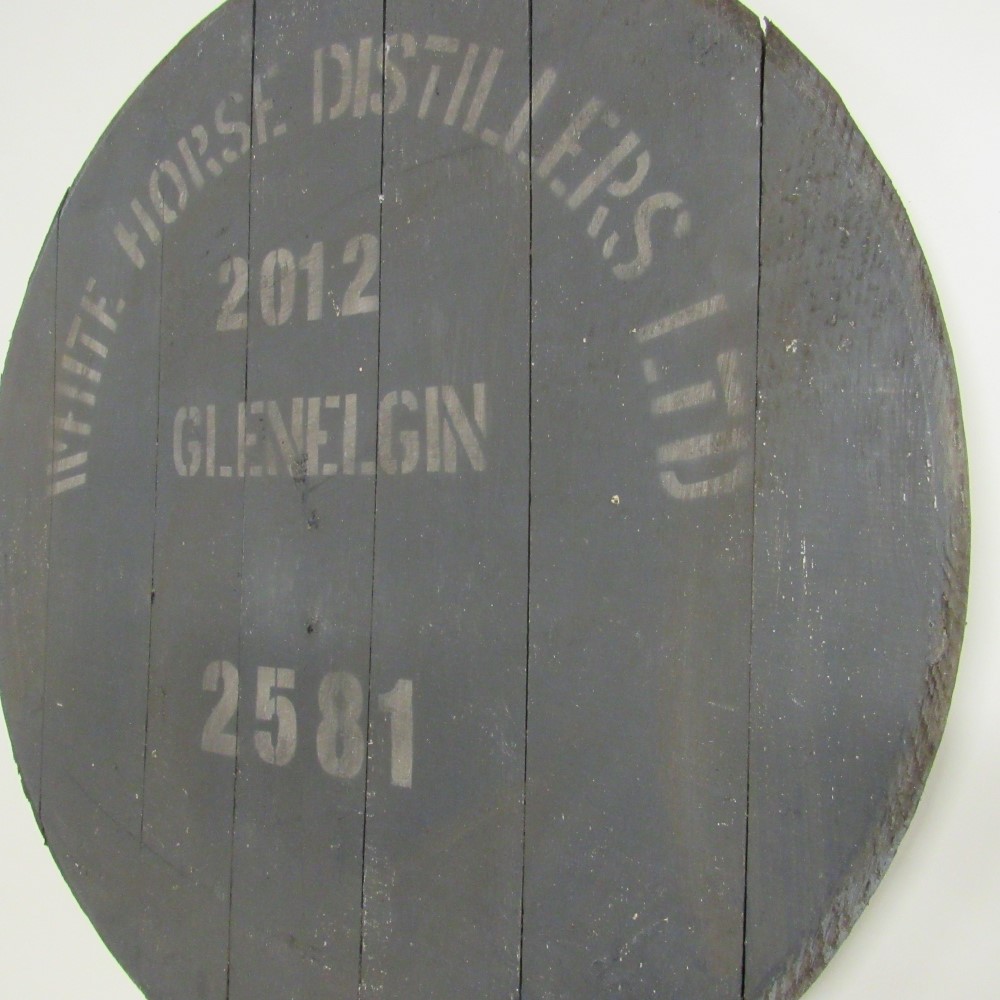 WHITE HORSE DISTILLERS LTD
2012
GLENELGIN
2581